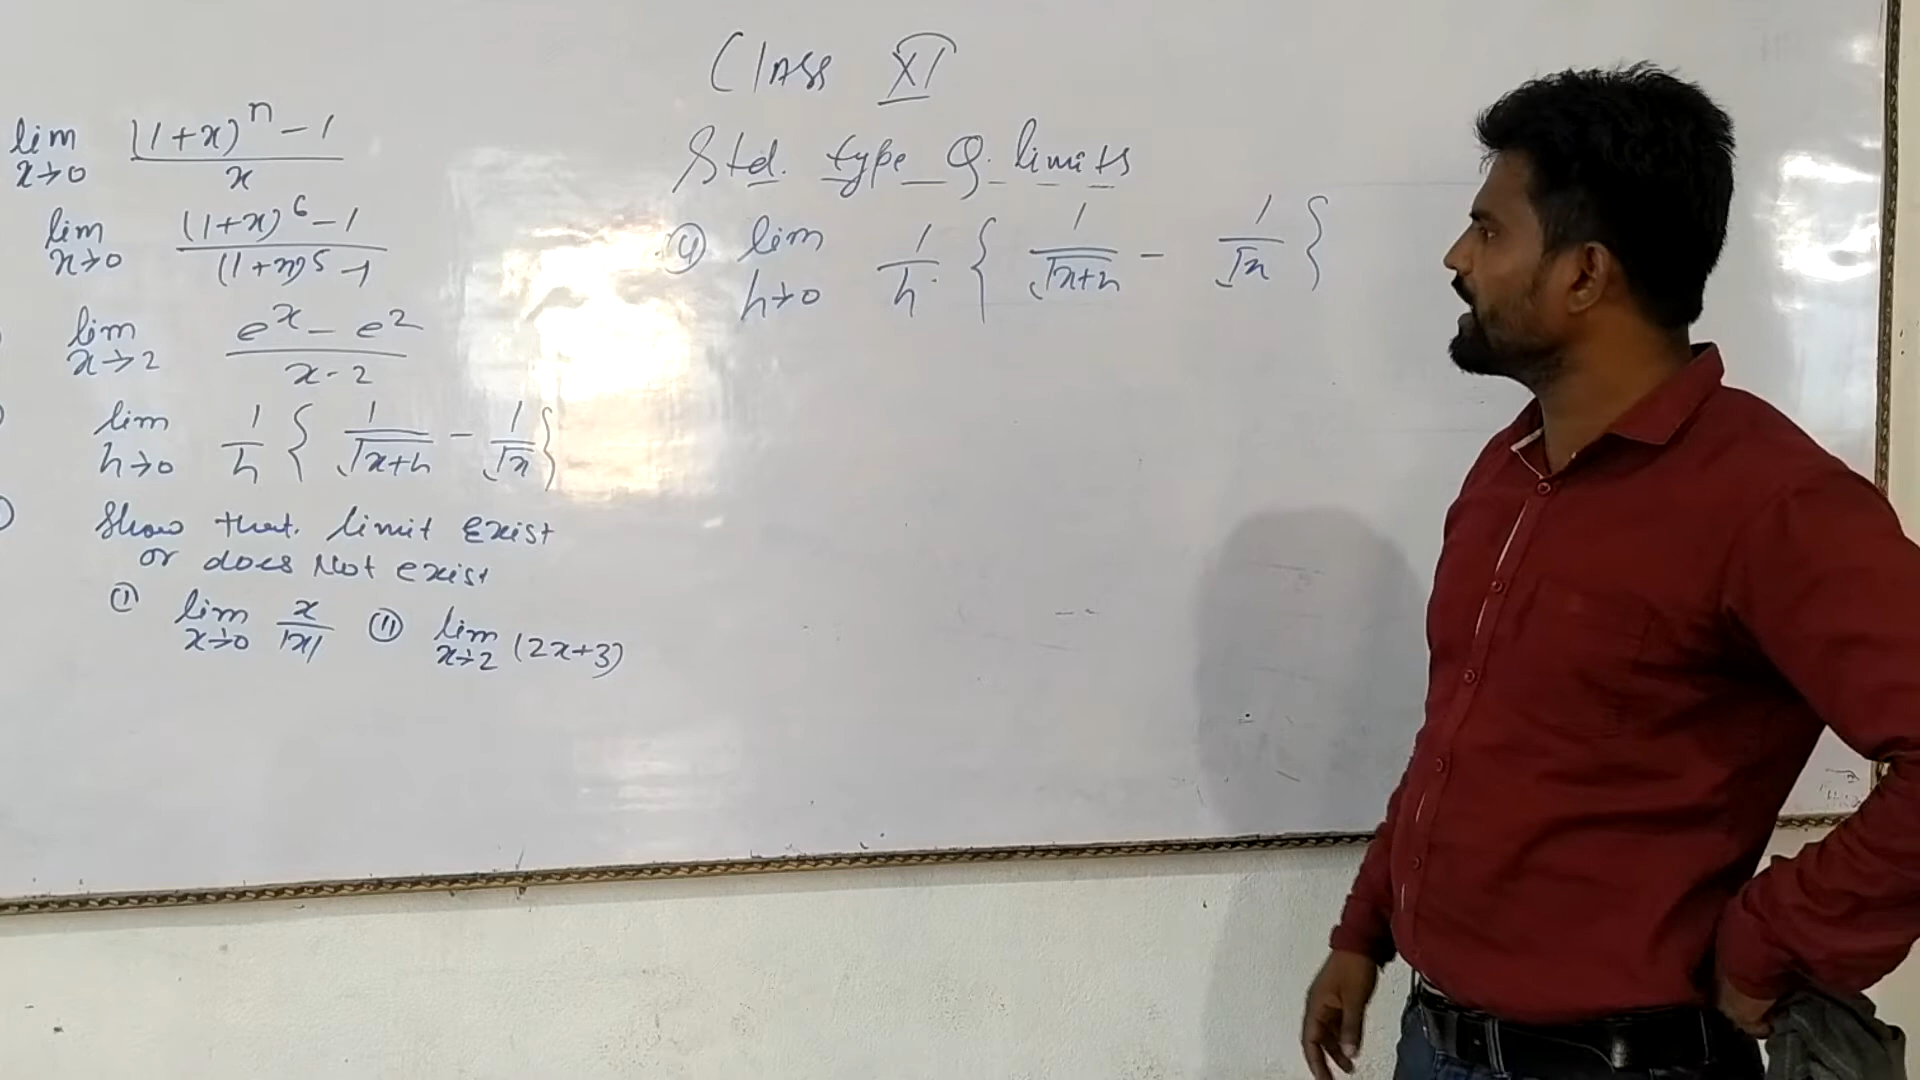 Class XI
Std. type Q. limits
lim x→0 ((1+x)^n - 1)/x
lim x→0 ((1+x)^6 - 1)/((1+x)^5 - 1)
lim x→2 (e^x - e^2)/(x-2)
lim h→0 1/h { 1/√(x+h) - 1/√x }
Show that limit exist
or does Not exist
(i) lim x→0 x/|x| (ii) lim x→2 (2x+3)
(4) lim h→0 1/h { 1/√(x+h) - 1/√x }